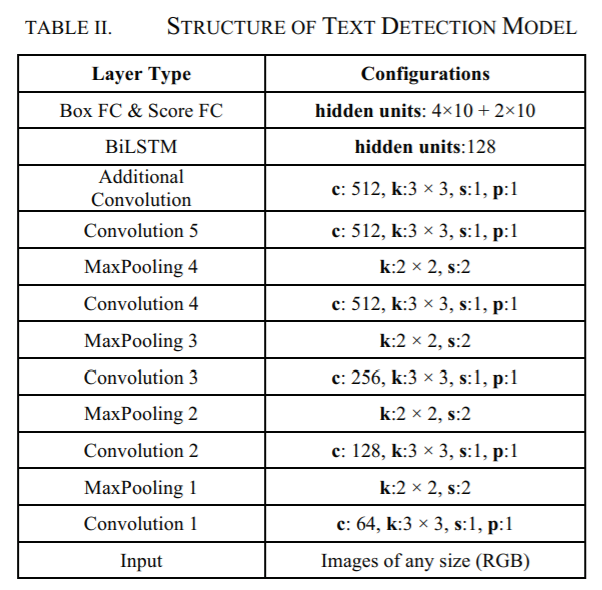 TABLE II. STRUCTURE OF TEXT DETECTION MODEL
Layer Type Configurations
Box FC & Score FC hidden units: 4×10 + 2×10
BiLSTM hidden units:128
Additional
Convolution c: 512, k:3 × 3, s:1, p:1
Convolution 5 c: 512, k:3 × 3, s:1, p:1
MaxPooling 4 k:2 × 2, s:2
Convolution 4 c: 512, k:3 × 3, s:1, p:1
MaxPooling 3 k:2 × 2, s:2
Convolution 3 c: 256, k:3 × 3, s:1, p:1
MaxPooling 2 k:2 × 2, s:2
Convolution 2 c: 128, k:3 × 3, s:1, p:1
MaxPooling 1 k:2 × 2, s:2
Convolution 1 c: 64, k:3 × 3, s:1, p:1
Input Images of any size (RGB)